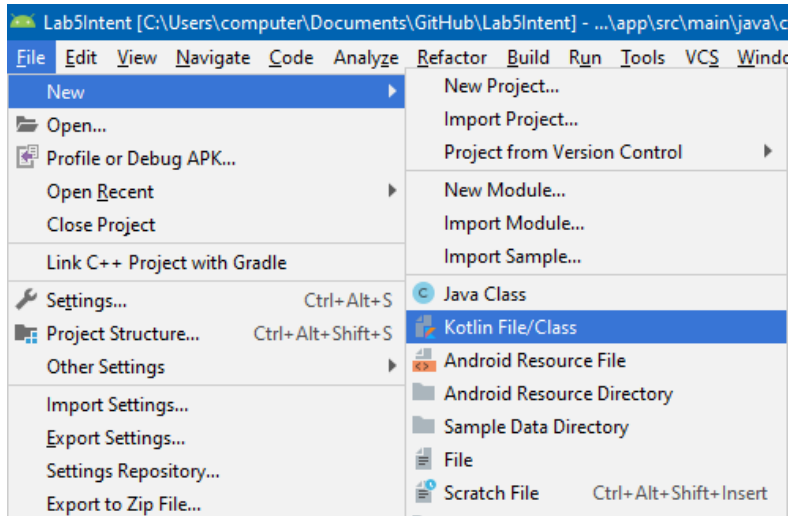 Lab5Intent [C:\Users\computer\Documents\GitHub\Lab5Intent] - ...\app\src\main\java\c
File Edit View Navigate Code Analyze Refactor Build Run Tools VCS Windo
New
Open...
Profile or Debug APK...
Open Recent
Close Project
Link C++ Project with Gradle
Settings... Ctrl+Alt+S
Project Structure... Ctrl+Alt+Shift+S
Other Settings
Import Settings...
Export Settings...
Settings Repository...
Export to Zip File...
New Project...
Import Project...
Project from Version Control
New Module...
Import Module...
Import Sample...
Java Class
Kotlin File/Class
Android Resource File
Android Resource Directory
Sample Data Directory
File
Scratch File Ctrl+Alt+Shift+Insert